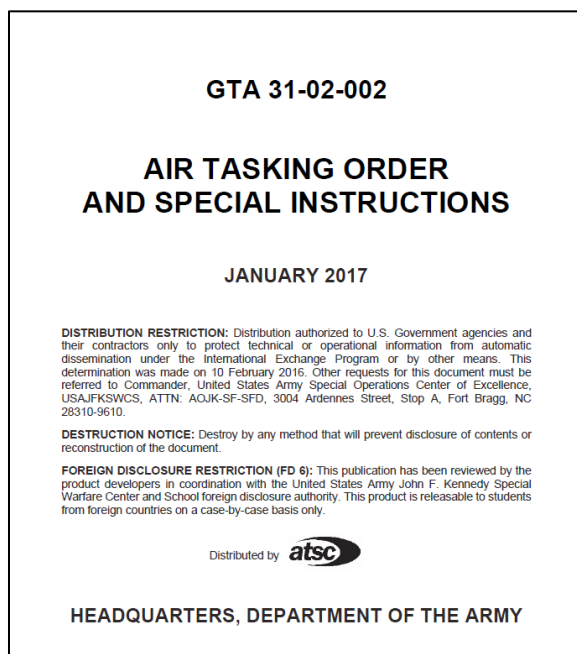 GTA 31-02-002
AIR TASKING ORDER
AND SPECIAL INSTRUCTIONS
JANUARY 2017
DISTRIBUTION RESTRICTION: Distribution authorized to U.S. Government agencies and
their contractors only to protect technical or operational information from automatic
dissemination under the International Exchange Program or by other means. This
determination was made on 10 February 2016. Other requests for this document must be
referred to Commander, United States Army Special Operations Center of Excellence,
USAJFKSWCS, ATTN: AOJK-SF-SFD, 3004 Ardennes Street, Stop A, Fort Bragg, NC
28310-9610.
DESTRUCTION NOTICE: Destroy by any method that will prevent disclosure of contents or
reconstruction of the document.
FOREIGN DISCLOSURE RESTRICTION (FD 6): This publication has been reviewed by the
product developers in coordination with the United States Army John F. Kennedy Special
Warfare Center and School foreign disclosure authority. This product is releasable to students
from foreign countries on a case-by-case basis only.
Distributed by atsc
HEADQUARTERS, DEPARTMENT OF THE ARMY